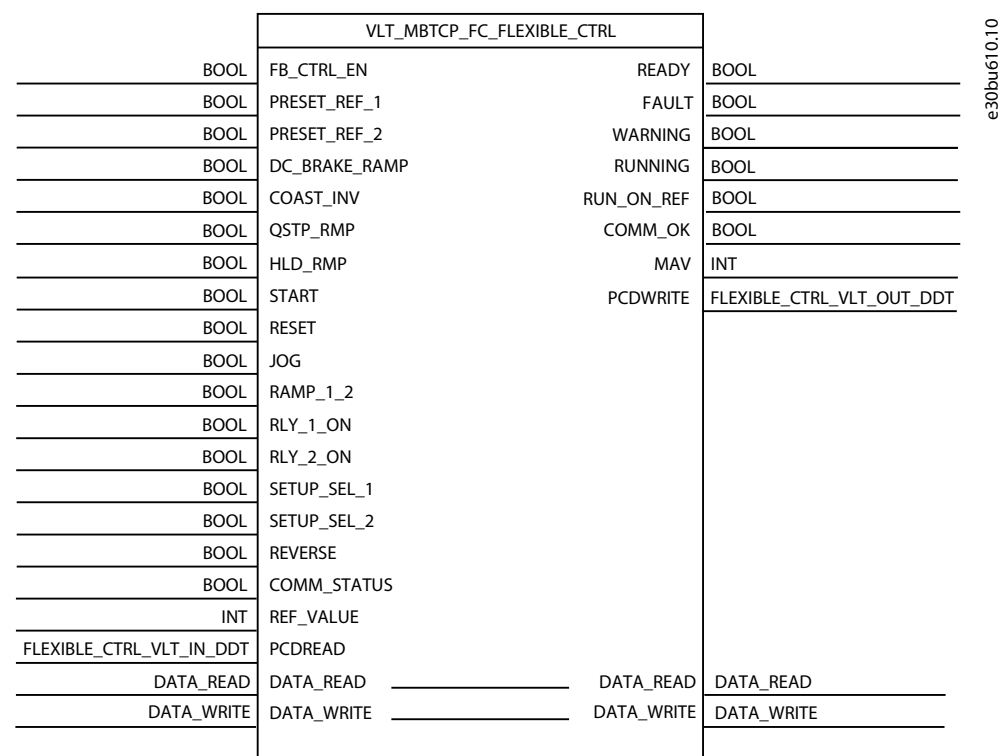 VLT_MBTCP_FC_FLEXIBLE_CTRL
BOOL FB_CTRL_EN READY BOOL
BOOL PRESET_REF_1 FAULT BOOL
BOOL PRESET_REF_2 WARNING BOOL
BOOL DC_BRAKE_RAMP RUNNING BOOL
BOOL COAST_INV RUN_ON_REF BOOL
BOOL QSTP_RMP COMM_OK BOOL
BOOL HLD_RMP MAV INT
BOOL START PCDWRITE FLEXIBLE_CTRL_VLT_OUT_DDT
BOOL RESET
BOOL JOG
BOOL RAMP_1_2
BOOL RLY_1_ON
BOOL RLY_2_ON
BOOL SETUP_SEL_1
BOOL SETUP_SEL_2
BOOL REVERSE
BOOL COMM_STATUS
INT REF_VALUE
FLEXIBLE_CTRL_VLT_IN_DDT PCDREAD
DATA_READ DATA_READ DATA_READ DATA_READ
DATA_WRITE DATA_WRITE DATA_WRITE DATA_WRITE
e30bu610.10